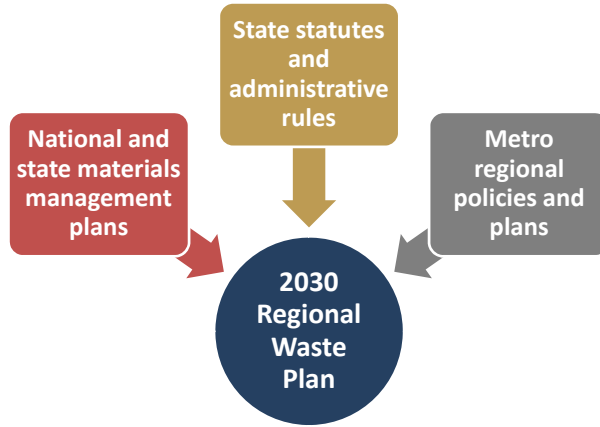 State statutes
and
administrative
rules
National and
state materials
management
plans
Metro
regional
policies and
plans
2030
Regional
Waste
Plan